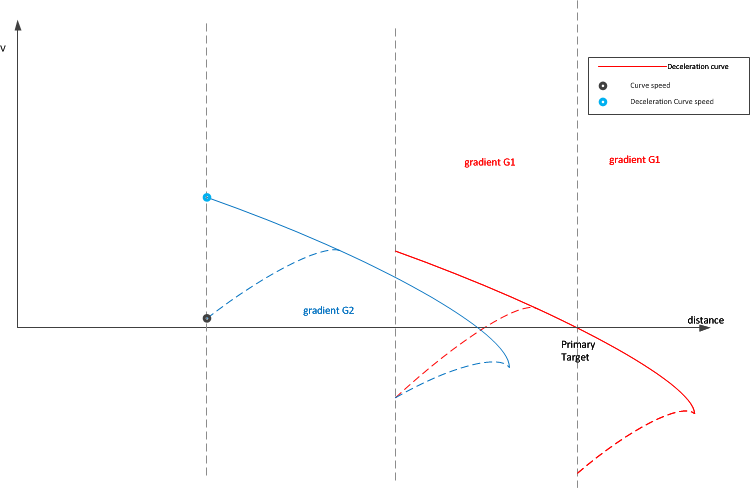 V
Deceleration curve
Curve speed
Deceleration Curve speed
gradient G1
gradient G1
gradient G2
distance
Primary
Target